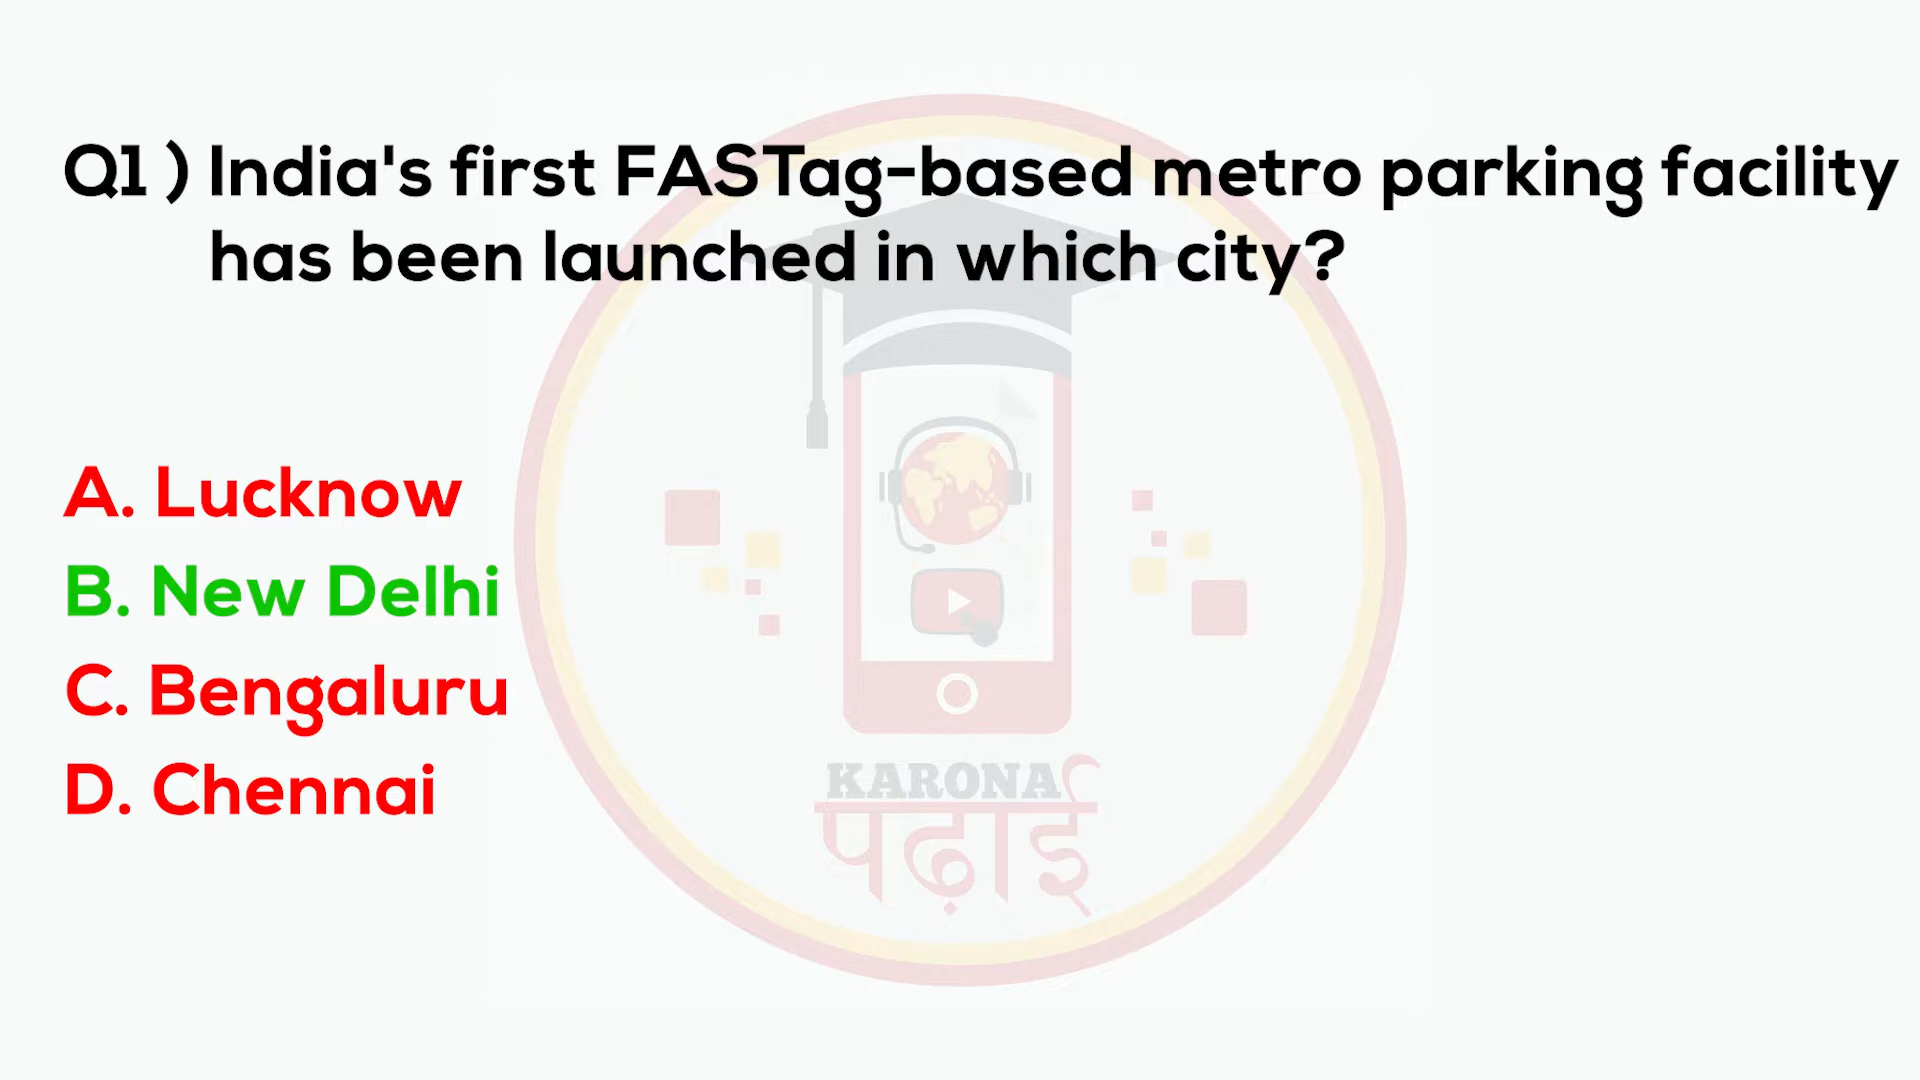 Q1 ) India's first FASTag-based metro parking facility
has been launched in which city?
A. Lucknow
B. New Delhi
C. Bengaluru
D. Chennai
KARONA
पढ़ाई